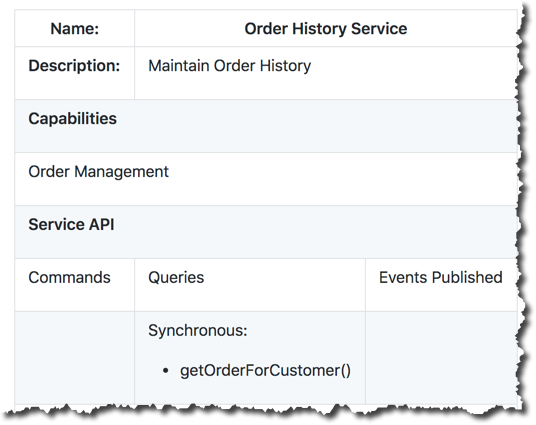 Name: Order History Service
Description: Maintain Order History
Capabilities
Order Management
Service API
Commands Queries Events Published
Synchronous:
• getOrderForCustomer()